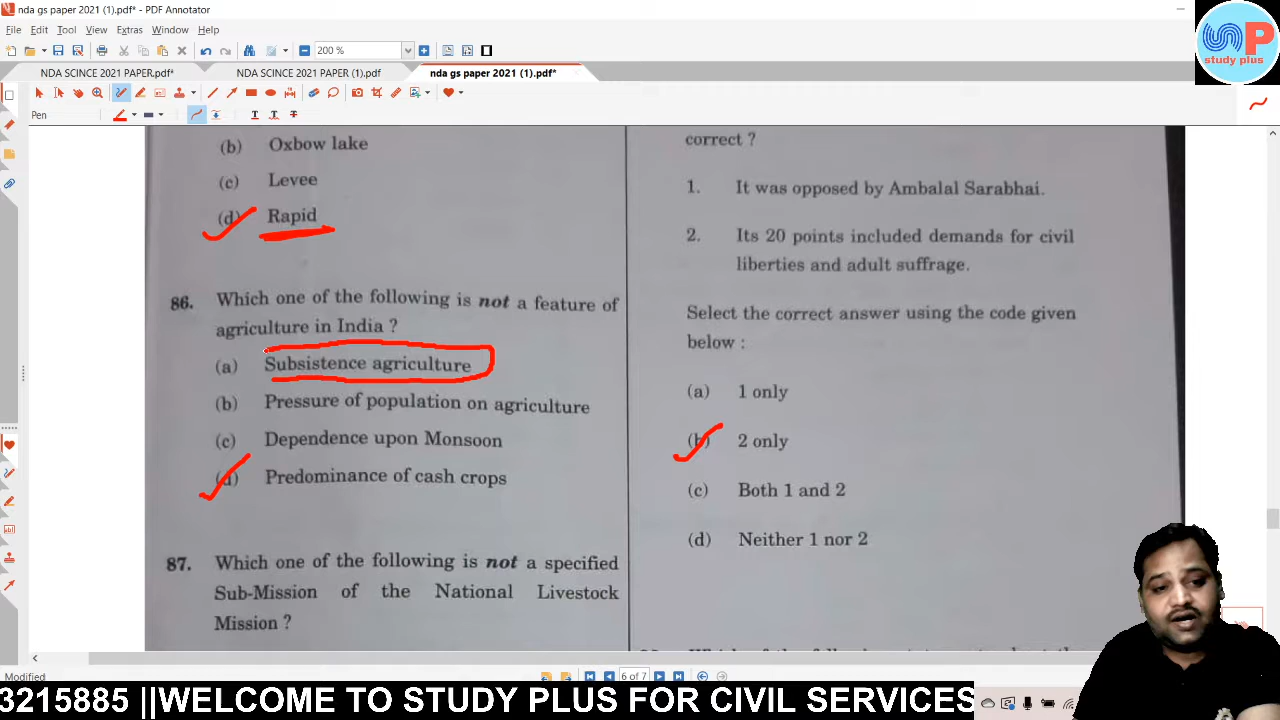 nda gs paper 2021 (1).pdf* - PDF Annotator
File Edit Tool View Extras Window Help
200 %
NDA SCINCE 2021 PAPER.pdf*
NDA SCINCE 2021 PAPER (1).pdf
nda gs paper 2021 (1).pdf*
Pen
SP
study plus
(b) Oxbow lake
(c) Levee
(d) Rapid
86. Which one of the following is not a feature of
agriculture in India ?
(a) Subsistence agriculture
(b) Pressure of population on agriculture
(c) Dependence upon Monsoon
(d) Predominance of cash crops
87. Which one of the following is not a specified
Sub-Mission of the National Livestock
Mission ?
correct ?
1. It was opposed by Ambalal Sarabhai.
2. Its 20 points included demands for civil
liberties and adult suffrage.
Select the correct answer using the code given
below :
(a) 1 only
(b) 2 only
(c) Both 1 and 2
(d) Neither 1 nor 2
Modified
6 of 7
3215885 ||WELCOME TO STUDY PLUS FOR CIVIL SERVICES